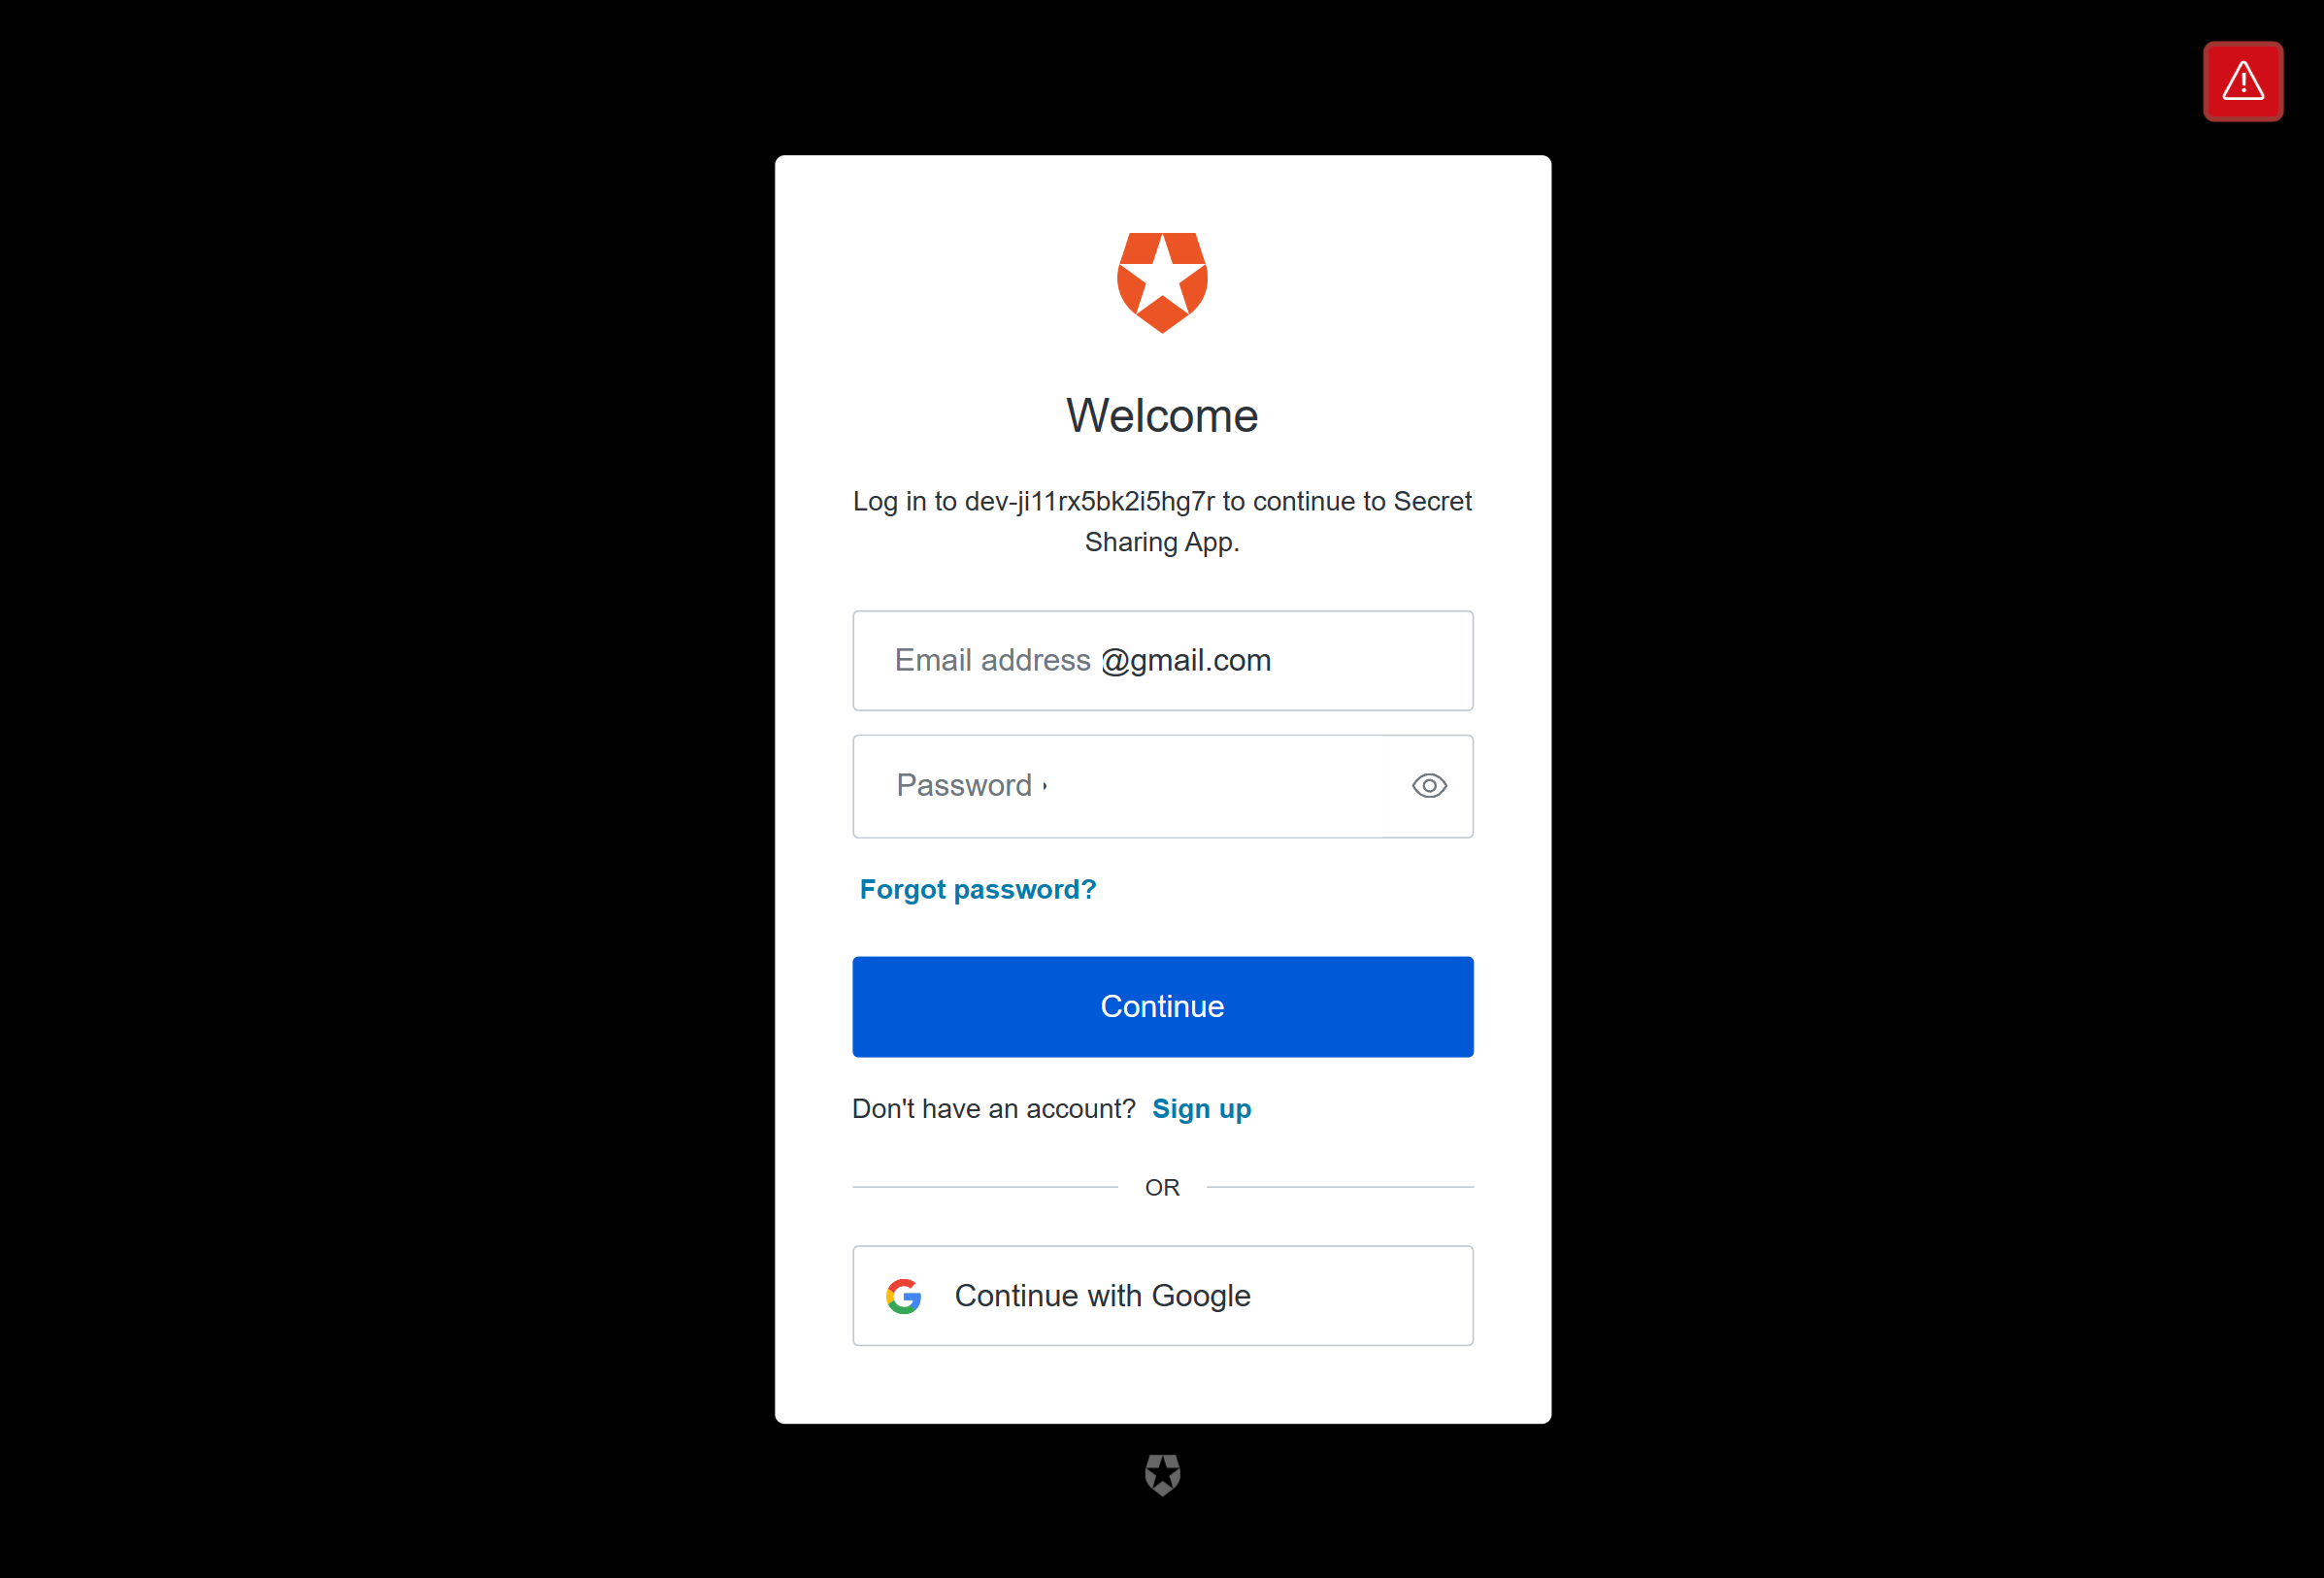 Welcome
Log in to dev-ji11rx5bk2i5hg7r to continue to Secret
Sharing App.
Email address @gmail.com
Password
Forgot password?
Continue
Don't have an account? Sign up
OR
Continue with Google